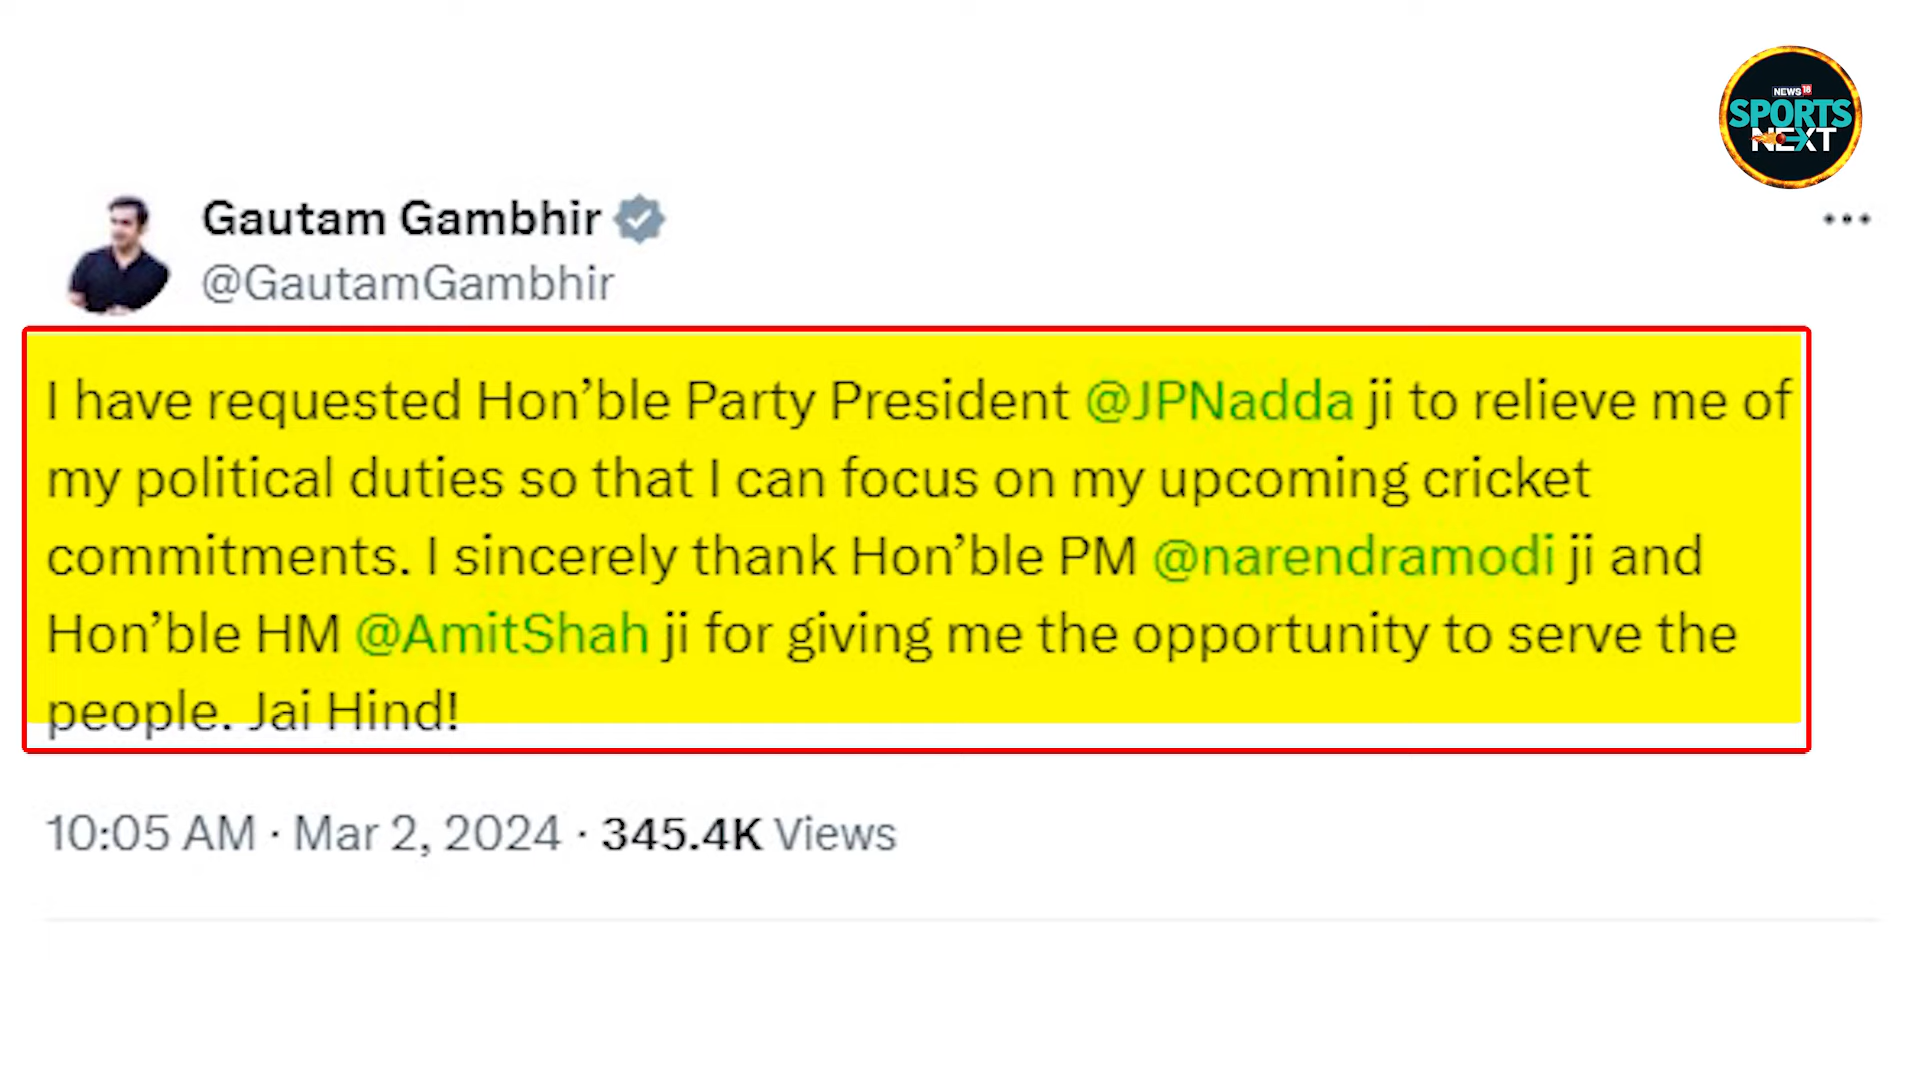 NEWS18
SPORTS
NEXT
Gautam Gambhir
@GautamGambhir
I have requested Hon’ble Party President @JPNadda ji to relieve me of
my political duties so that I can focus on my upcoming cricket
commitments. I sincerely thank Hon’ble PM @narendramodi ji and
Hon’ble HM @AmitShah ji for giving me the opportunity to serve the
people. Jai Hind!
10:05 AM · Mar 2, 2024 · 345.4K Views